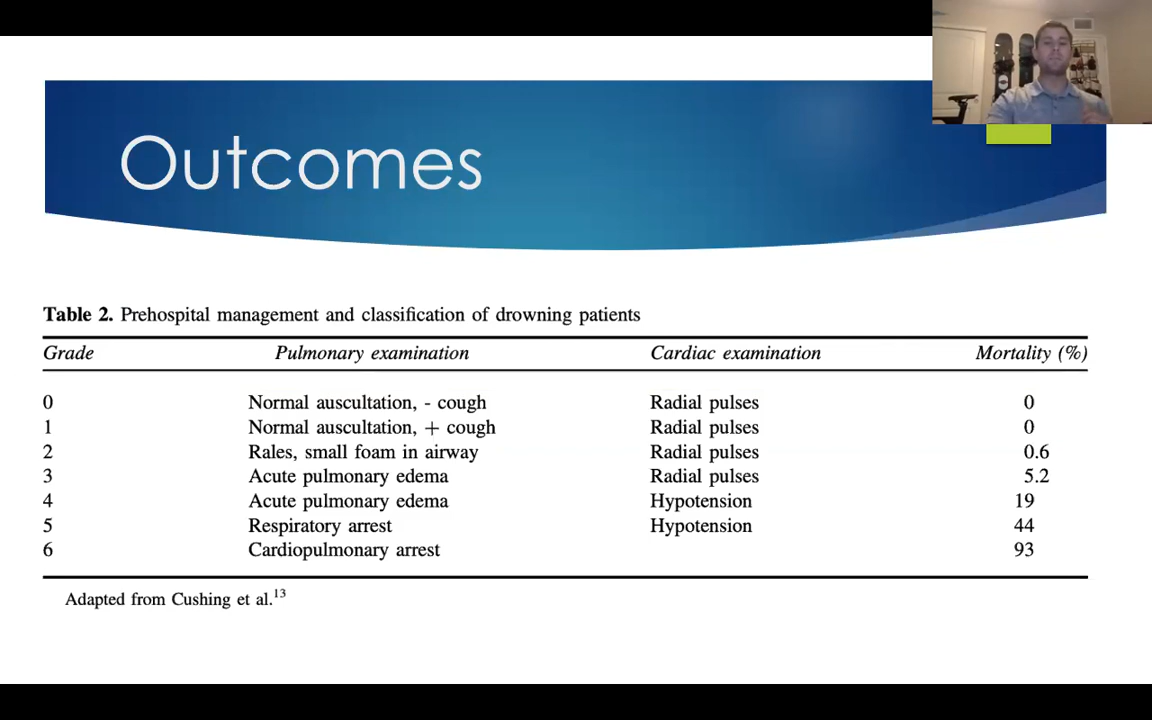 Outcomes
Table 2. Prehospital management and classification of drowning patients
Grade Pulmonary examination Cardiac examination Mortality (%)
0 Normal auscultation, - cough Radial pulses 0
1 Normal auscultation, + cough Radial pulses 0
2 Rales, small foam in airway Radial pulses 0.6
3 Acute pulmonary edema Radial pulses 5.2
4 Acute pulmonary edema Hypotension 19
5 Respiratory arrest Hypotension 44
6 Cardiopulmonary arrest 93
Adapted from Cushing et al.13